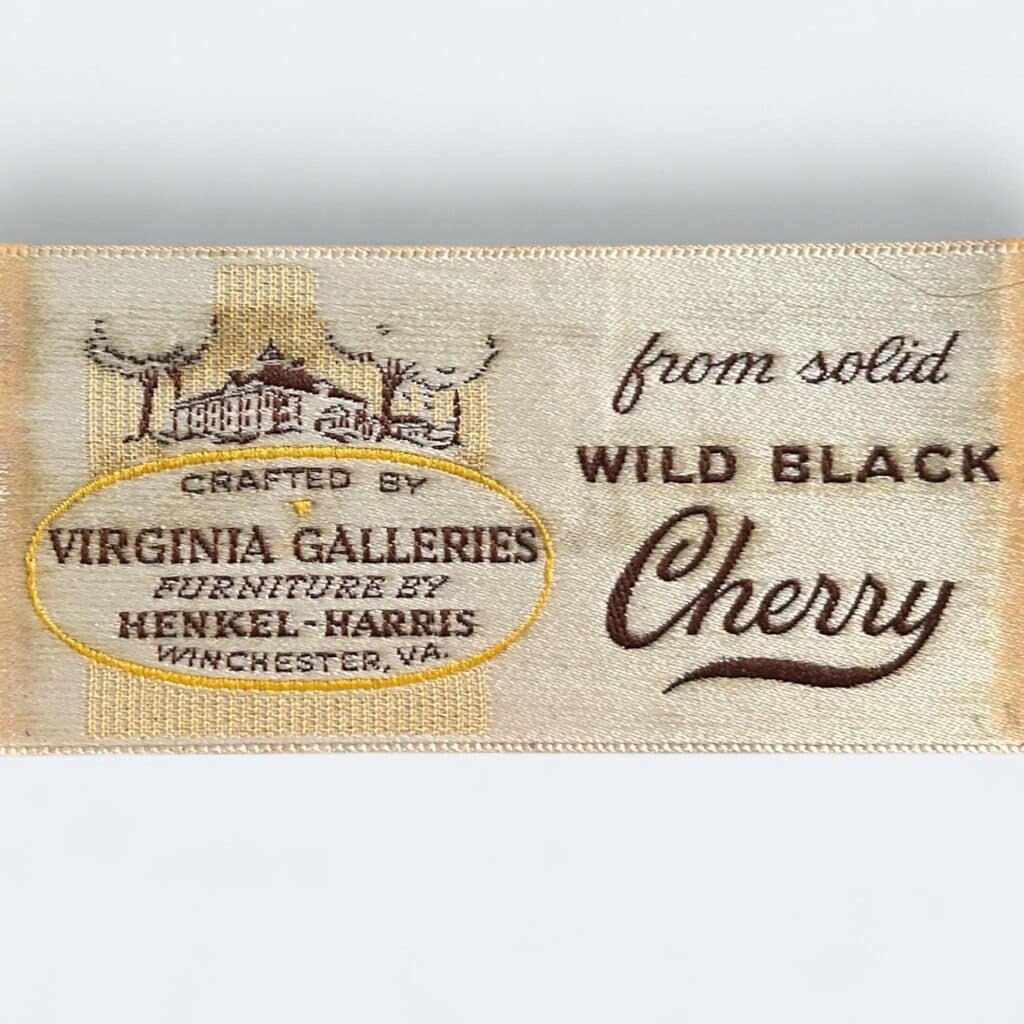 CRAFTED BY
VIRGINIA GALLERIES
FURNITURE BY
HENKEL-HARRIS
WINCHESTER, VA.
from solid
WILD BLACK
Cherry